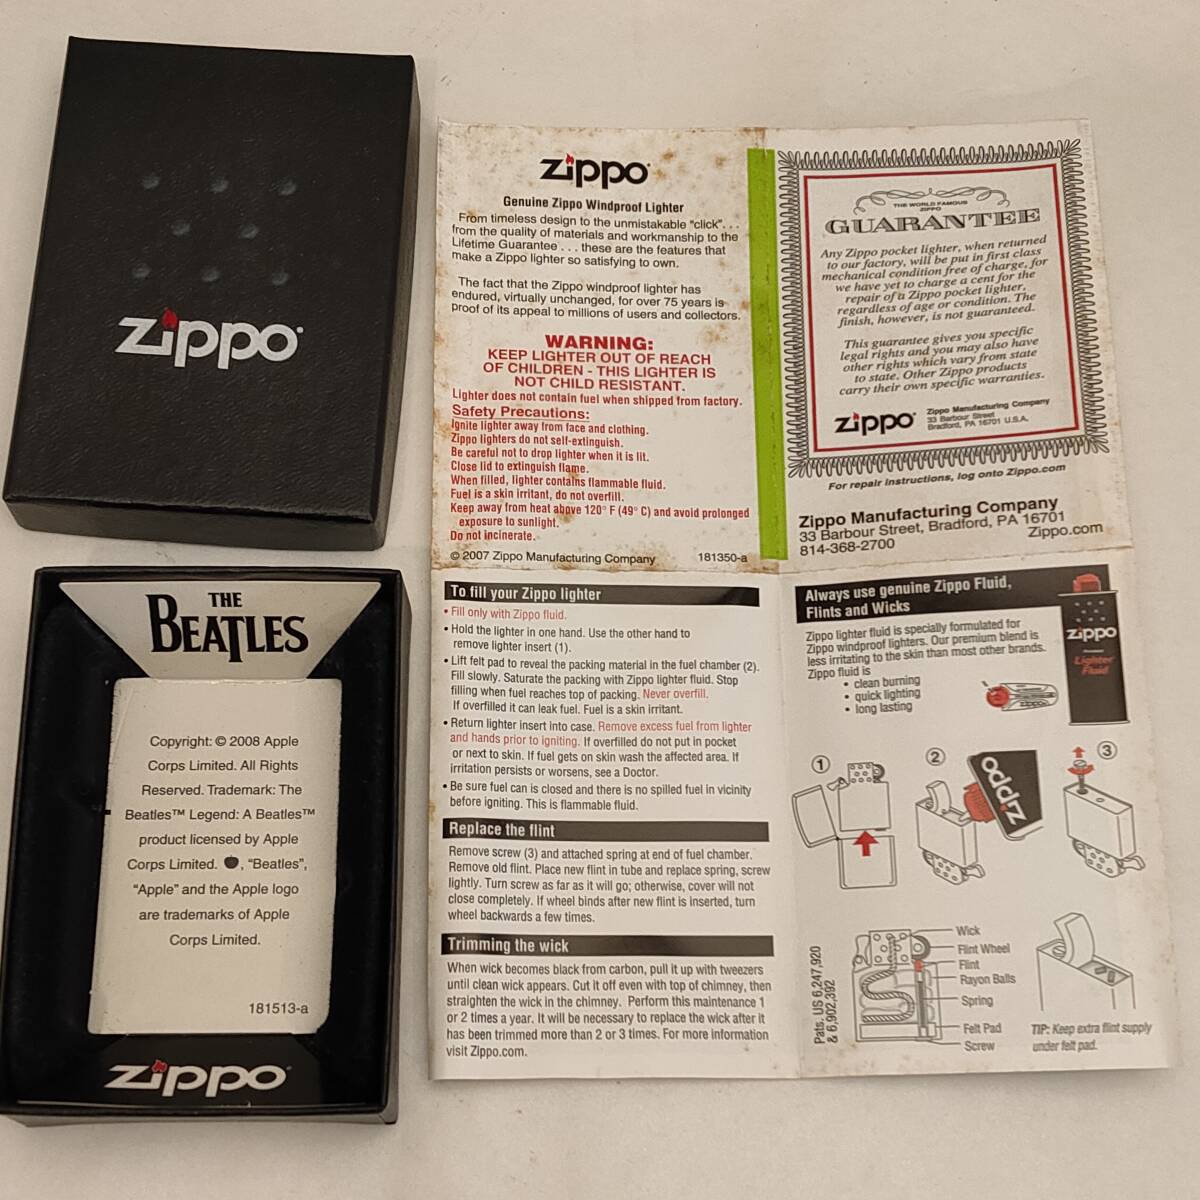 zippo
THE
BEATLES
Copyright: © 2008 Apple
Corps Limited. All Rights
Reserved. Trademark: The
Beatles™ Legend: A Beatles™
product licensed by Apple
Corps Limited. , “Beatles”,
“Apple” and the Apple logo
are trademarks of Apple
Corps Limited.
181513-a
zippo
zippo
Genuine Zippo Windproof Lighter
From timeless design to the unmistakable “click”. . .
from the quality of materials and workmanship to the
Lifetime Guarantee . . . these are the features that
make a Zippo lighter so satisfying to own.
The fact that the Zippo windproof lighter has
endured, virtually unchanged, for over 75 years is
proof of its appeal to millions of users and collectors.
WARNING:
KEEP LIGHTER OUT OF REACH
OF CHILDREN - THIS LIGHTER IS
NOT CHILD RESISTANT.
Lighter does not contain fuel when shipped from factory.
Safety Precautions:
Ignite lighter away from face and clothing.
Zippo lighters do not self-extinguish.
Be careful not to drop lighter when it is lit.
Close lid to extinguish flame.
When filled, lighter contains flammable fluid.
Fuel is a skin irritant, do not overfill.
Keep away from heat above 120° F (49° C) and avoid prolonged
exposure to sunlight.
Do not incinerate.
© 2007 Zippo Manufacturing Company 181350-a
THE WORLD FAMOUS
ZIPPO
GUARANTEE
Any Zippo pocket lighter, when returned
to our factory, will be put in first class
mechanical condition free of charge, for
we have yet to charge a cent for the
repair of a Zippo pocket lighter,
regardless of age or condition. The
finish, however, is not guaranteed.
This guarantee gives you specific
legal rights and you may also have
other rights which vary from state
to state. Other Zippo products
carry their own specific warranties.
zippo
Zippo Manufacturing Company
33 Barbour Street
Bradford, PA 16701 U.S.A.
For repair instructions, log onto Zippo.com
Zippo Manufacturing Company
33 Barbour Street, Bradford, PA 16701
814-368-2700 Zippo.com
To fill your Zippo lighter
• Fill only with Zippo fluid.
• Hold the lighter in one hand. Use the other hand to
remove lighter insert (1).
• Lift felt pad to reveal the packing material in the fuel chamber (2).
Fill slowly. Saturate the packing with Zippo lighter fluid. Stop
filling when fuel reaches top of packing. Never overfill.
If overfilled it can leak fuel. Fuel is a skin irritant.
• Return lighter insert into case. Remove excess fuel from lighter
and hands prior to igniting. If overfilled do not put in pocket
or next to skin. If fuel gets on skin wash the affected area. If
irritation persists or worsens, see a Doctor.
• Be sure fuel can is closed and there is no spilled fuel in vicinity
before igniting. This is flammable fluid.
Replace the flint
Remove screw (3) and attached spring at end of fuel chamber.
Remove old flint. Place new flint in tube and replace spring, screw
lightly. Turn screw as far as it will go; otherwise, cover will not
close completely. If wheel binds after new flint is inserted, turn
wheel backwards a few times.
Trimming the wick
When wick becomes black from carbon, pull it up with tweezers
until clean wick appears. Cut it off even with top of chimney, then
straighten the wick in the chimney. Perform this maintenance 1
or 2 times a year. It will be necessary to replace the wick after it
has been trimmed more than 2 or 3 times. For more information
visit Zippo.com.
Always use genuine Zippo Fluid,
Flints and Wicks
Zippo lighter fluid is specially formulated for
Zippo windproof lighters. Our premium blend is
less irritating to the skin than most other brands.
Zippo fluid is
• clean burning
• quick lighting
• long lasting
zippo
Lighter
Fluid
zippo
1
2
3
zippo
Wick
Flint Wheel
Flint
Rayon Balls
Spring
Felt Pad
Screw
Pats. US 6,247,920
& 6,902,392
TIP: Keep extra flint supply
under felt pad.